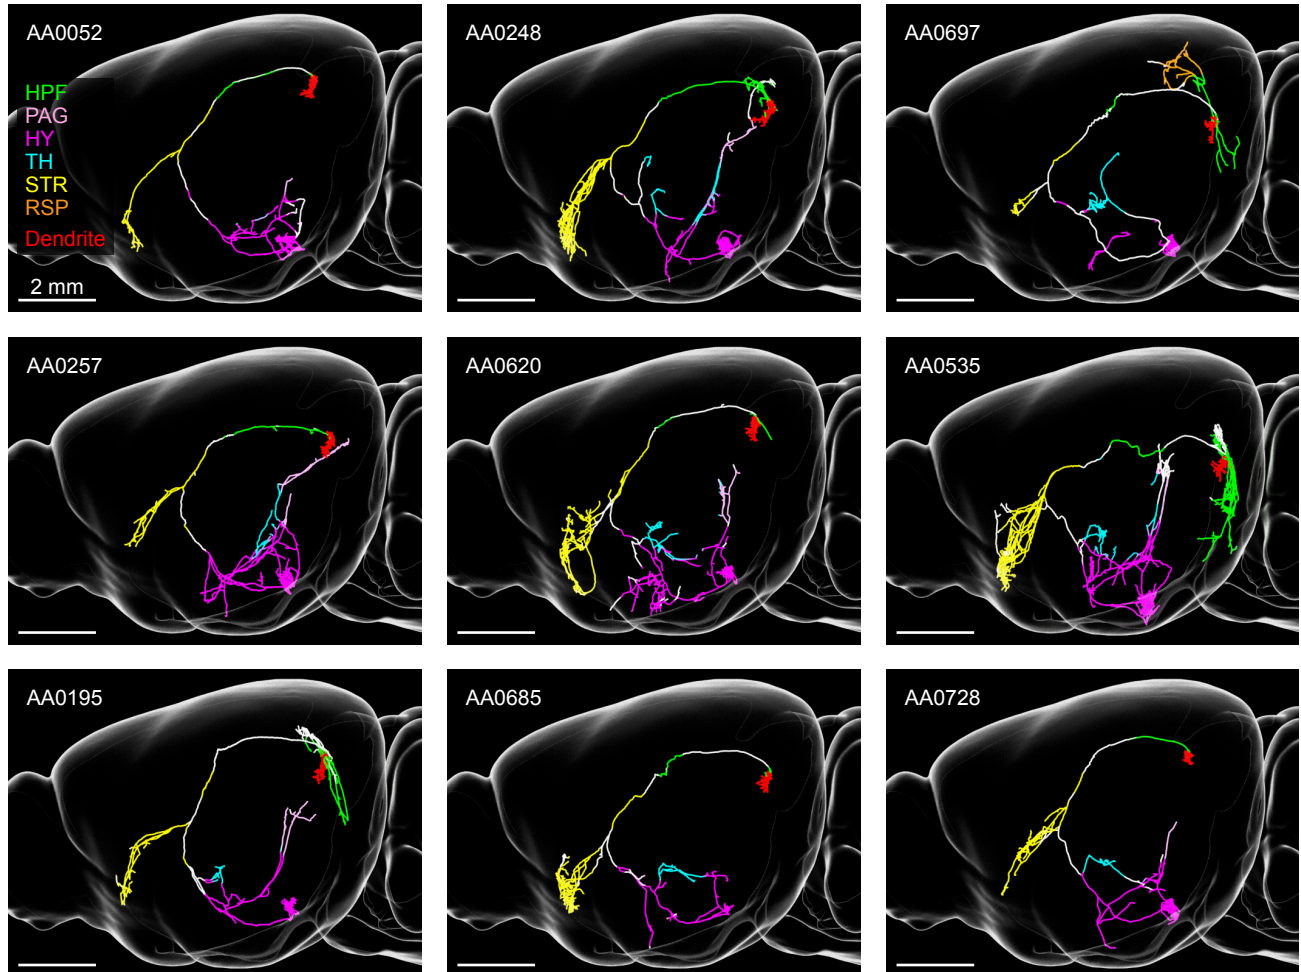 AA0052
HPF
PAG
HY
TH
STR
RSP
Dendrite
2 mm
AA0248
AA0697
AA0257
AA0620
AA0535
AA0195
AA0685
AA0728